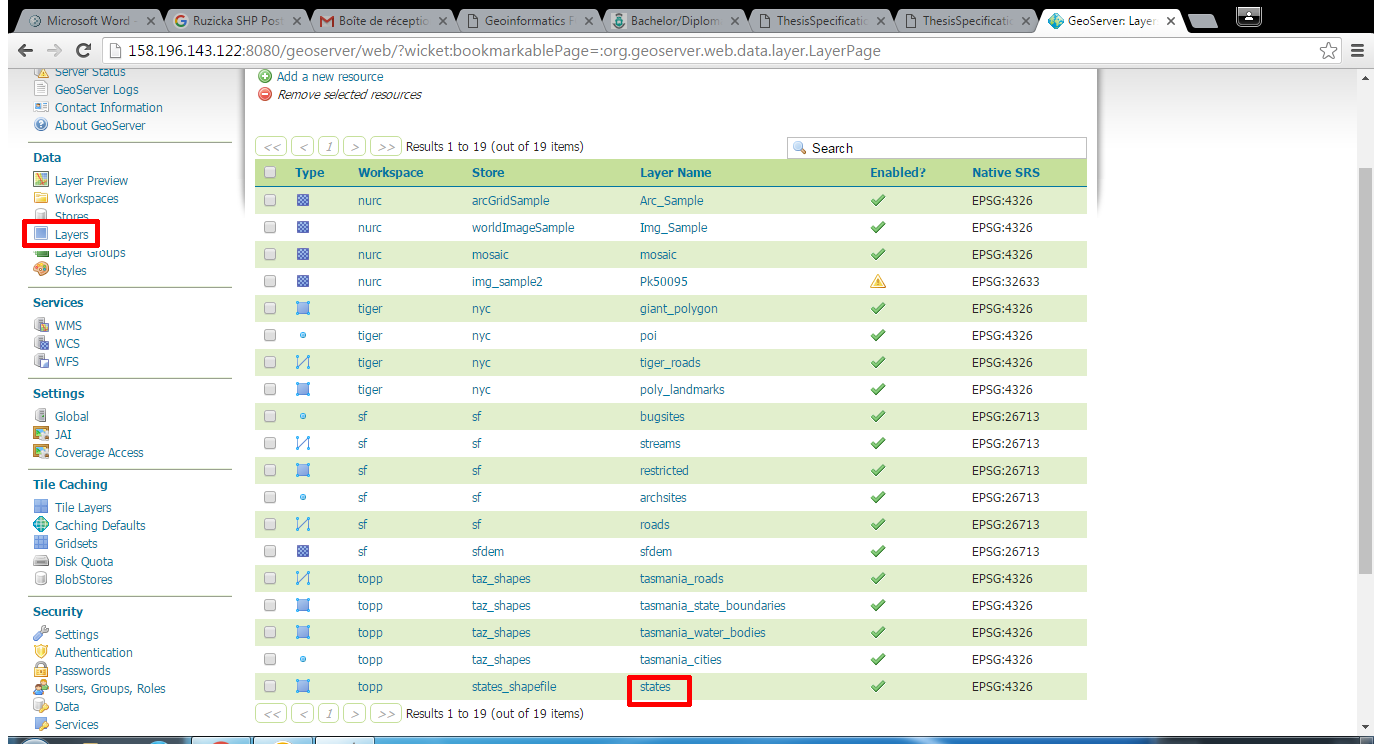 Microsoft Word - 
Ruzicka SHP Post
Boîte de réceptio
Geoinformatics F
Bachelor/Diplom
ThesisSpecificatio
ThesisSpecificatio
GeoServer: Layer
158.196.143.122:8080/geoserver/web/?wicket:bookmarkablePage=:org.geoserver.web.data.layer.LayerPage
Server Status
GeoServer Logs
Contact Information
About GeoServer
Data
Layer Preview
Workspaces
Stores
Layers
Layer Groups
Styles
Services
WMS
WCS
WFS
Settings
Global
JAI
Coverage Access
Tile Caching
Tile Layers
Caching Defaults
Gridsets
Disk Quota
BlobStores
Security
Settings
Authentication
Passwords
Users, Groups, Roles
Data
Services
Add a new resource
Remove selected resources
<< < 1 > >> Results 1 to 19 (out of 19 items) Search
Type Workspace Store Layer Name Enabled? Native SRS
nurc arcGridSample Arc_Sample EPSG:4326
nurc worldImageSample Img_Sample EPSG:4326
nurc mosaic mosaic EPSG:4326
nurc img_sample2 Pk50095 EPSG:32633
tiger nyc giant_polygon EPSG:4326
tiger nyc poi EPSG:4326
tiger nyc tiger_roads EPSG:4326
tiger nyc poly_landmarks EPSG:4326
sf sf bugsites EPSG:26713
sf sf streams EPSG:26713
sf sf restricted EPSG:26713
sf sf archsites EPSG:26713
sf sf roads EPSG:26713
sf sfdem sfdem EPSG:26713
topp taz_shapes tasmania_roads EPSG:4326
topp taz_shapes tasmania_state_boundaries EPSG:4326
topp taz_shapes tasmania_water_bodies EPSG:4326
topp taz_shapes tasmania_cities EPSG:4326
topp states_shapefile states EPSG:4326
<< < 1 > >> Results 1 to 19 (out of 19 items)